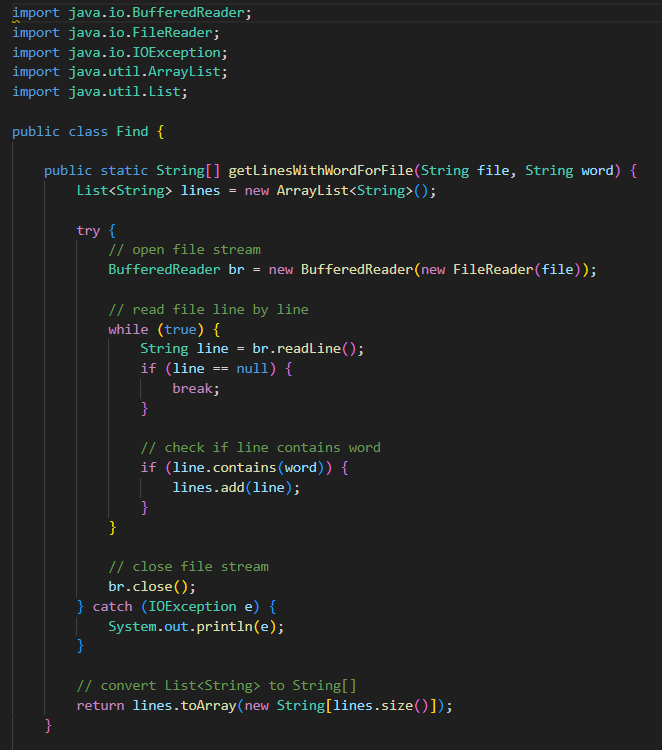 import java.io.BufferedReader;
import java.io.FileReader;
import java.io.IOException;
import java.util.ArrayList;
import java.util.List;
public class Find {
public static String[] getLinesWithWordForFile(String file, String word) {
List<String> lines = new ArrayList<String>();
try {
// open file stream
BufferedReader br = new BufferedReader(new FileReader(file));
// read file line by line
while (true) {
String line = br.readLine();
if (line == null) {
break;
}
// check if line contains word
if (line.contains(word)) {
lines.add(line);
}
}
// close file stream
br.close();
} catch (IOException e) {
System.out.println(e);
}
// convert List<String> to String[]
return lines.toArray(new String[lines.size()]);
}